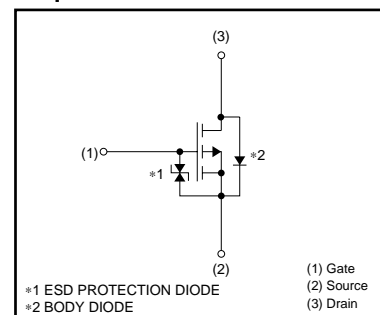 (3)
(1)
∗1
∗2
(2)
∗1 ESD PROTECTION DIODE
∗2 BODY DIODE
(1) Gate
(2) Source
(3) Drain